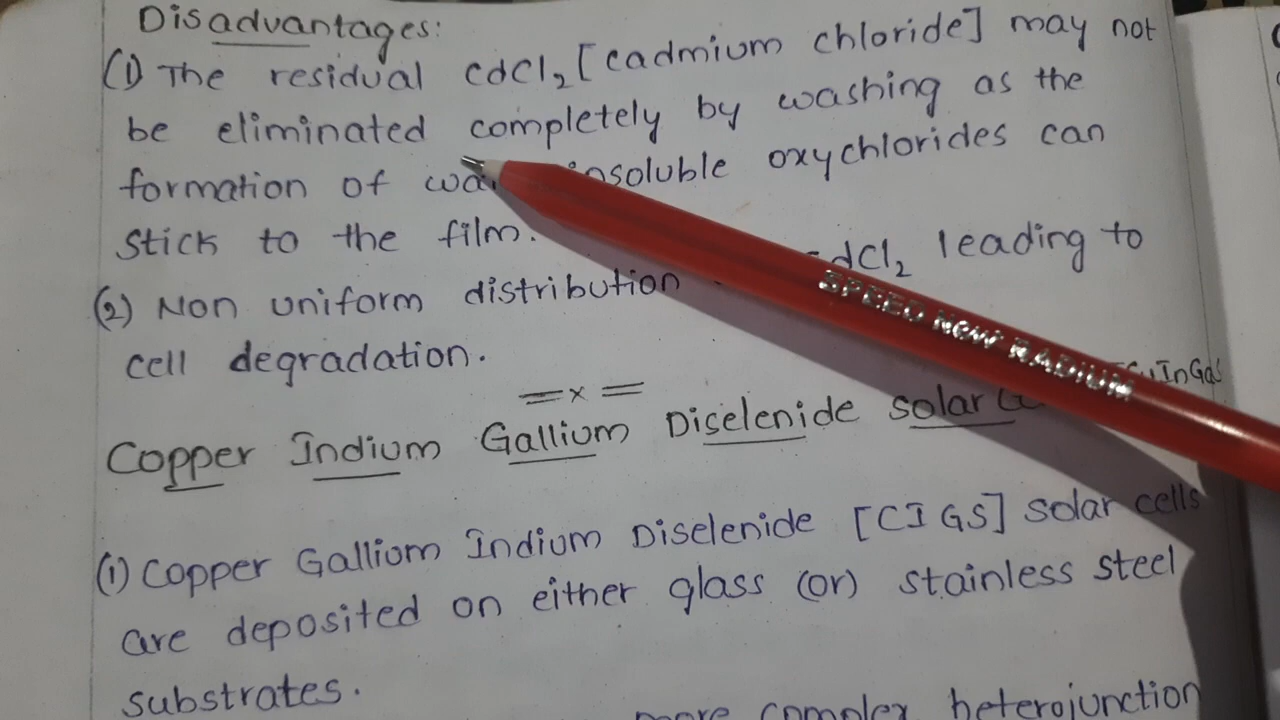 Disadvantages:
(1) The residual CdCl₂ [cadmium chloride] may not
be eliminated completely by washing as the
formation of insoluble oxychlorides can
stick to the film.
(2) Non uniform distribution CdCl₂ leading to
cell degradation.
=x=
Copper Indium Gallium Diselenide solar
(1) Copper Gallium Indium Diselenide [CIGS] solar cells
are deposited on either glass (or) stainless steel
substrates.
more complex heterojunction
SPEED NEW RADIUM